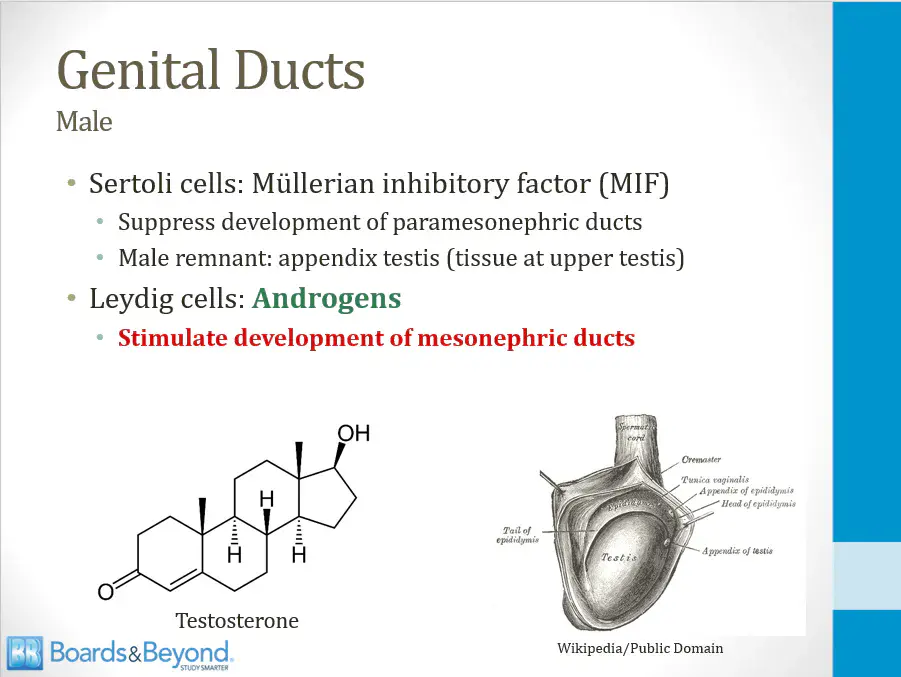 Genital Ducts
Male
• Sertoli cells: Müllerian inhibitory factor (MIF)
• Suppress development of paramesonephric ducts
• Male remnant: appendix testis (tissue at upper testis)
• Leydig cells: Androgens
• Stimulate development of mesonephric ducts
OH
H
H
H
O
Testosterone
Spermat.
cord
Cremaster
Tunica vaginalis
Appendix of epididymis
Head of epididymis
Tail of
epididymis
Testis
Appendix of testis
Wikipedia/Public Domain
BB Boards&Beyond.
STUDY SMARTER